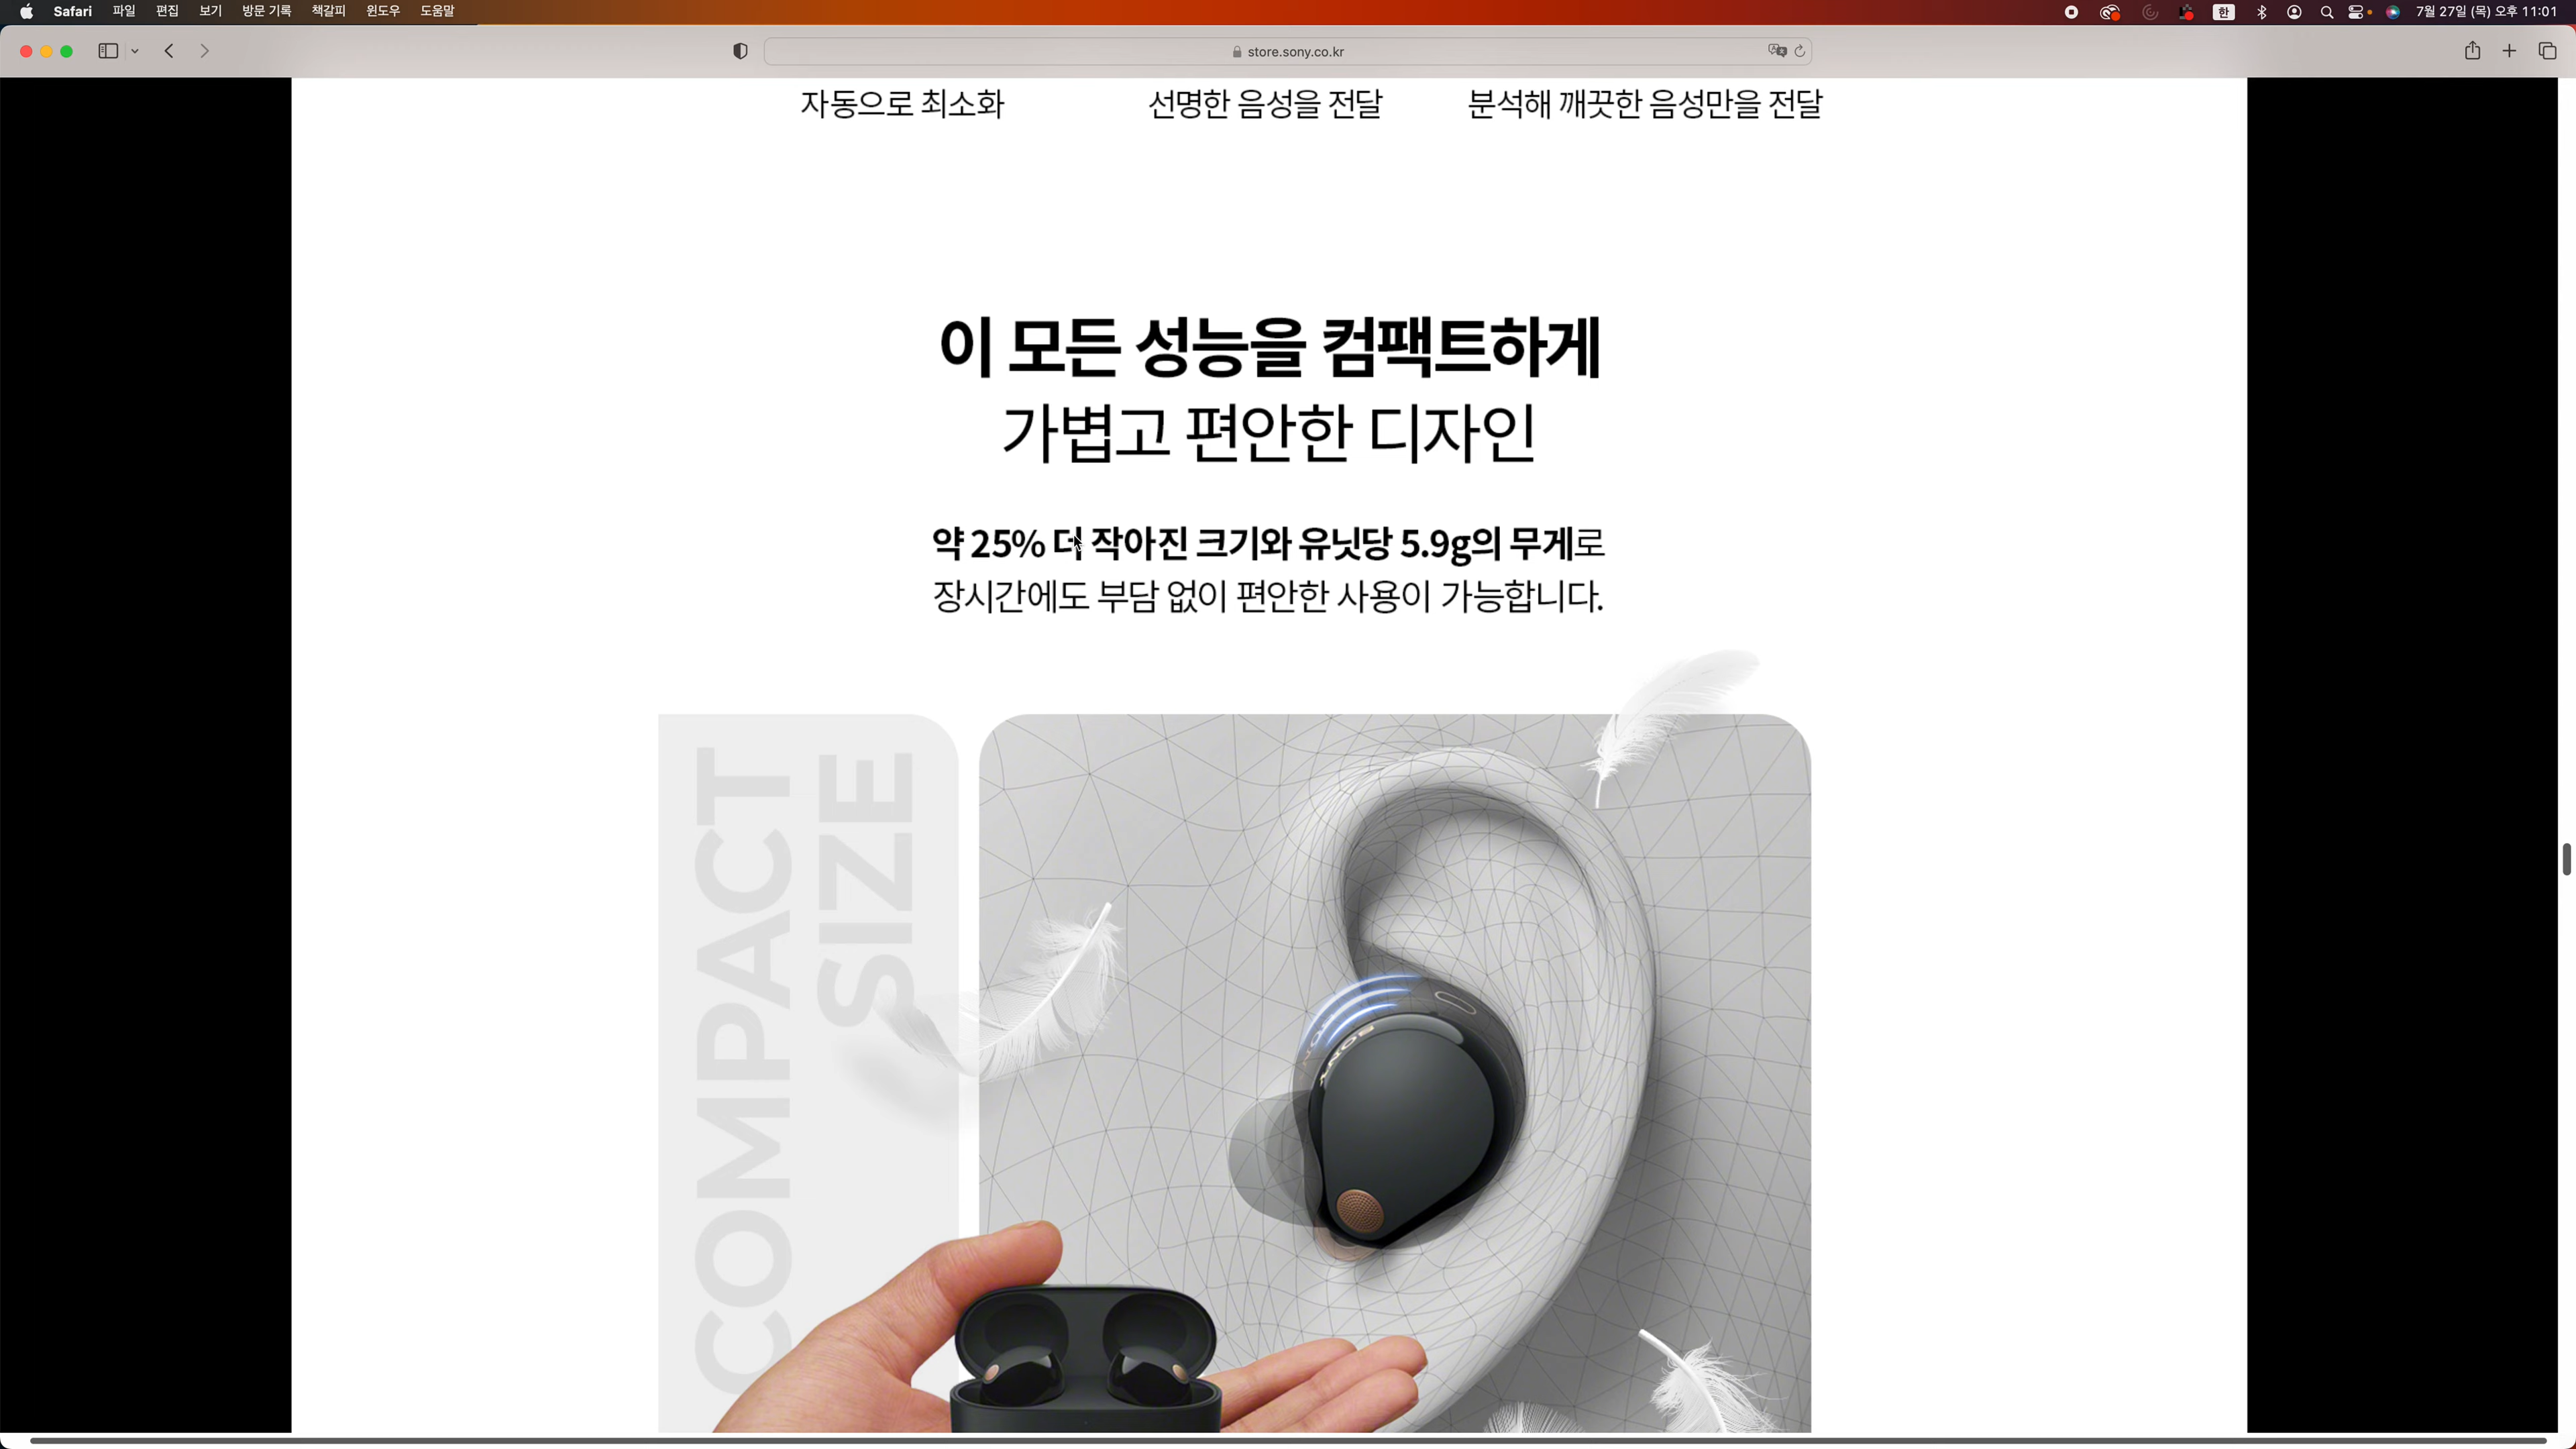 Safari 파일 편집 보기 방문 기록 책갈피 윈도우 도움말
한 7월 27일 (목) 오후 11:01
store.sony.co.kr
자동으로 최소화 선명한 음성을 전달 분석해 깨끗한 음성만을 전달
이 모든 성능을 컴팩트하게
가볍고 편안한 디자인
약 25% 더 작아진 크기와 유닛당 5.9g의 무게로
장시간에도 부담 없이 편안한 사용이 가능합니다.
COMPACT
SIZE
SONY